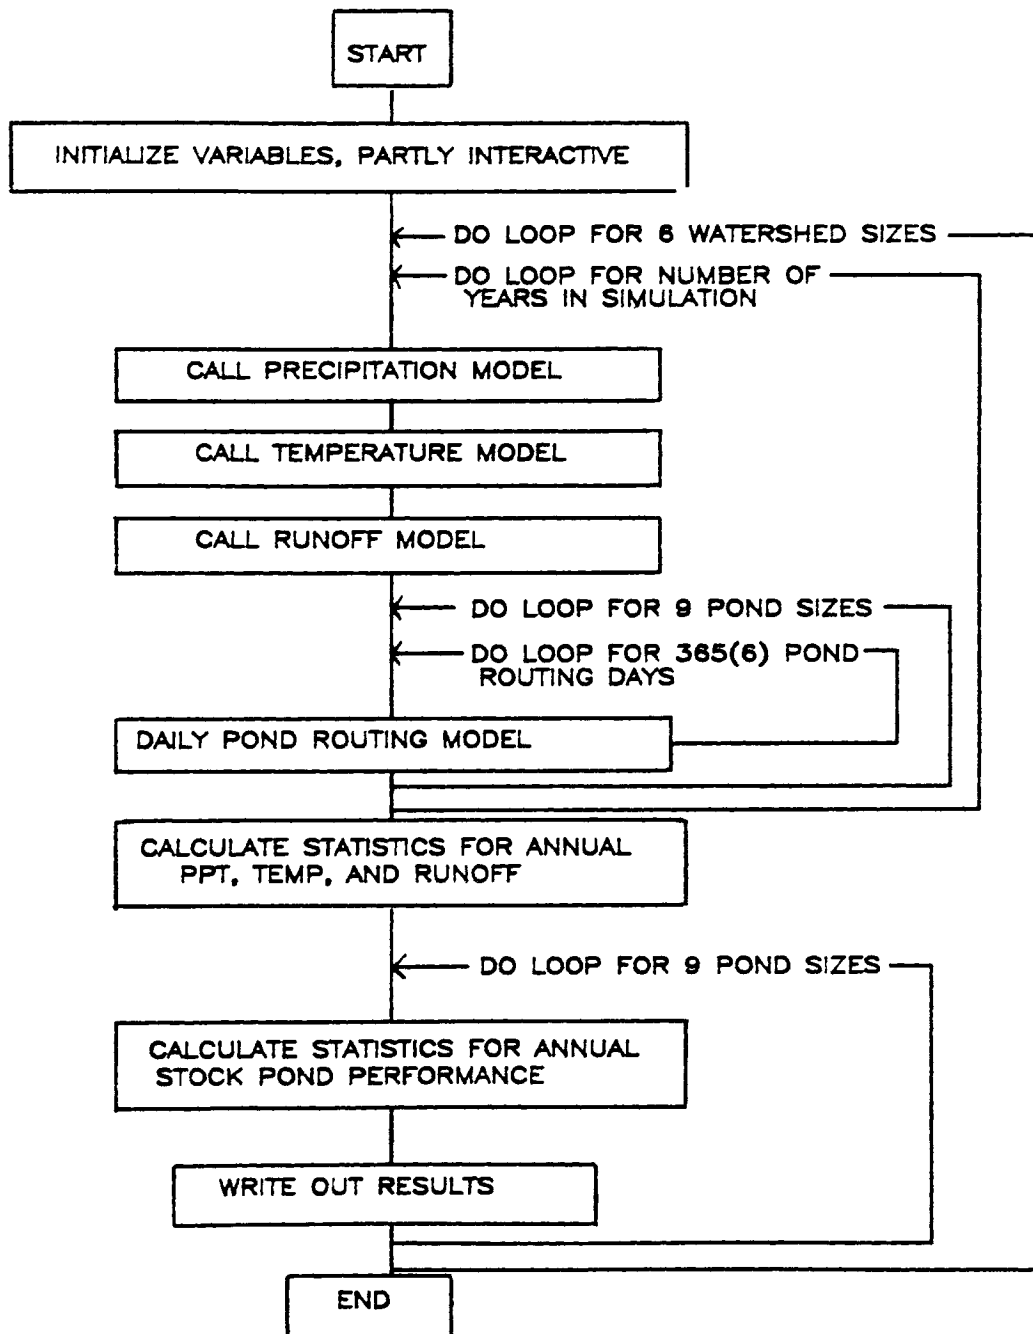 START
INITIALIZE VARIABLES, PARTLY INTERACTIVE
DO LOOP FOR 6 WATERSHED SIZES
DO LOOP FOR NUMBER OF
YEARS IN SIMULATION
CALL PRECIPITATION MODEL
CALL TEMPERATURE MODEL
CALL RUNOFF MODEL
DO LOOP FOR 9 POND SIZES
DO LOOP FOR 365(6) POND
ROUTING DAYS
DAILY POND ROUTING MODEL
CALCULATE STATISTICS FOR ANNUAL
PPT, TEMP, AND RUNOFF
DO LOOP FOR 9 POND SIZES
CALCULATE STATISTICS FOR ANNUAL
STOCK POND PERFORMANCE
WRITE OUT RESULTS
END